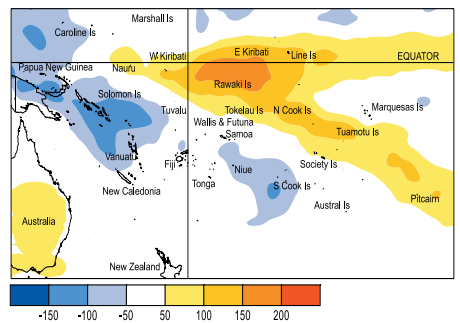 Marshall Is
Caroline Is
W Kiribati
E Kiribati
Line Is
EQUATOR
Papua New Guinea
Nauru
Rawaki Is
Solomon Is
Tuvalu
Tokelau Is
N Cook Is
Marquesas Is
Wallis & Futuna
Samoa
Tuamotu Is
Vanuatu
Fiji
Niue
Society Is
Tonga
S Cook Is
New Caledonia
Pitcairn
Austral Is
Australia
New Zealand
-150 -100 -50 50 100 150 200